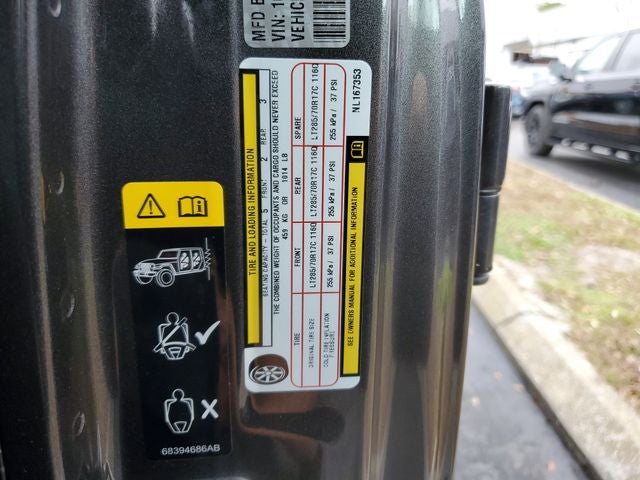 MFD B
VIN: 1
VEHIC
TIRE AND LOADING INFORMATION
SEATING CAPACITY - TOTAL 5 FRONT 2 REAR 3
THE COMBINED WEIGHT OF OCCUPANTS AND CARGO SHOULD NEVER EXCEED
459 KG OR 1014 LB
TIRE FRONT REAR SPARE
ORIGINAL TIRE SIZE LT285/70R17C 116Q LT285/70R17C 116Q LT285/70R17C 116Q
COLD TIRE INFLATION PRESSURE 255 kPa / 37 PSI 255 kPa / 37 PSI 255 kPa / 37 PSI
SEE OWNERS MANUAL FOR ADDITIONAL INFORMATION
NL167353
68394686AB